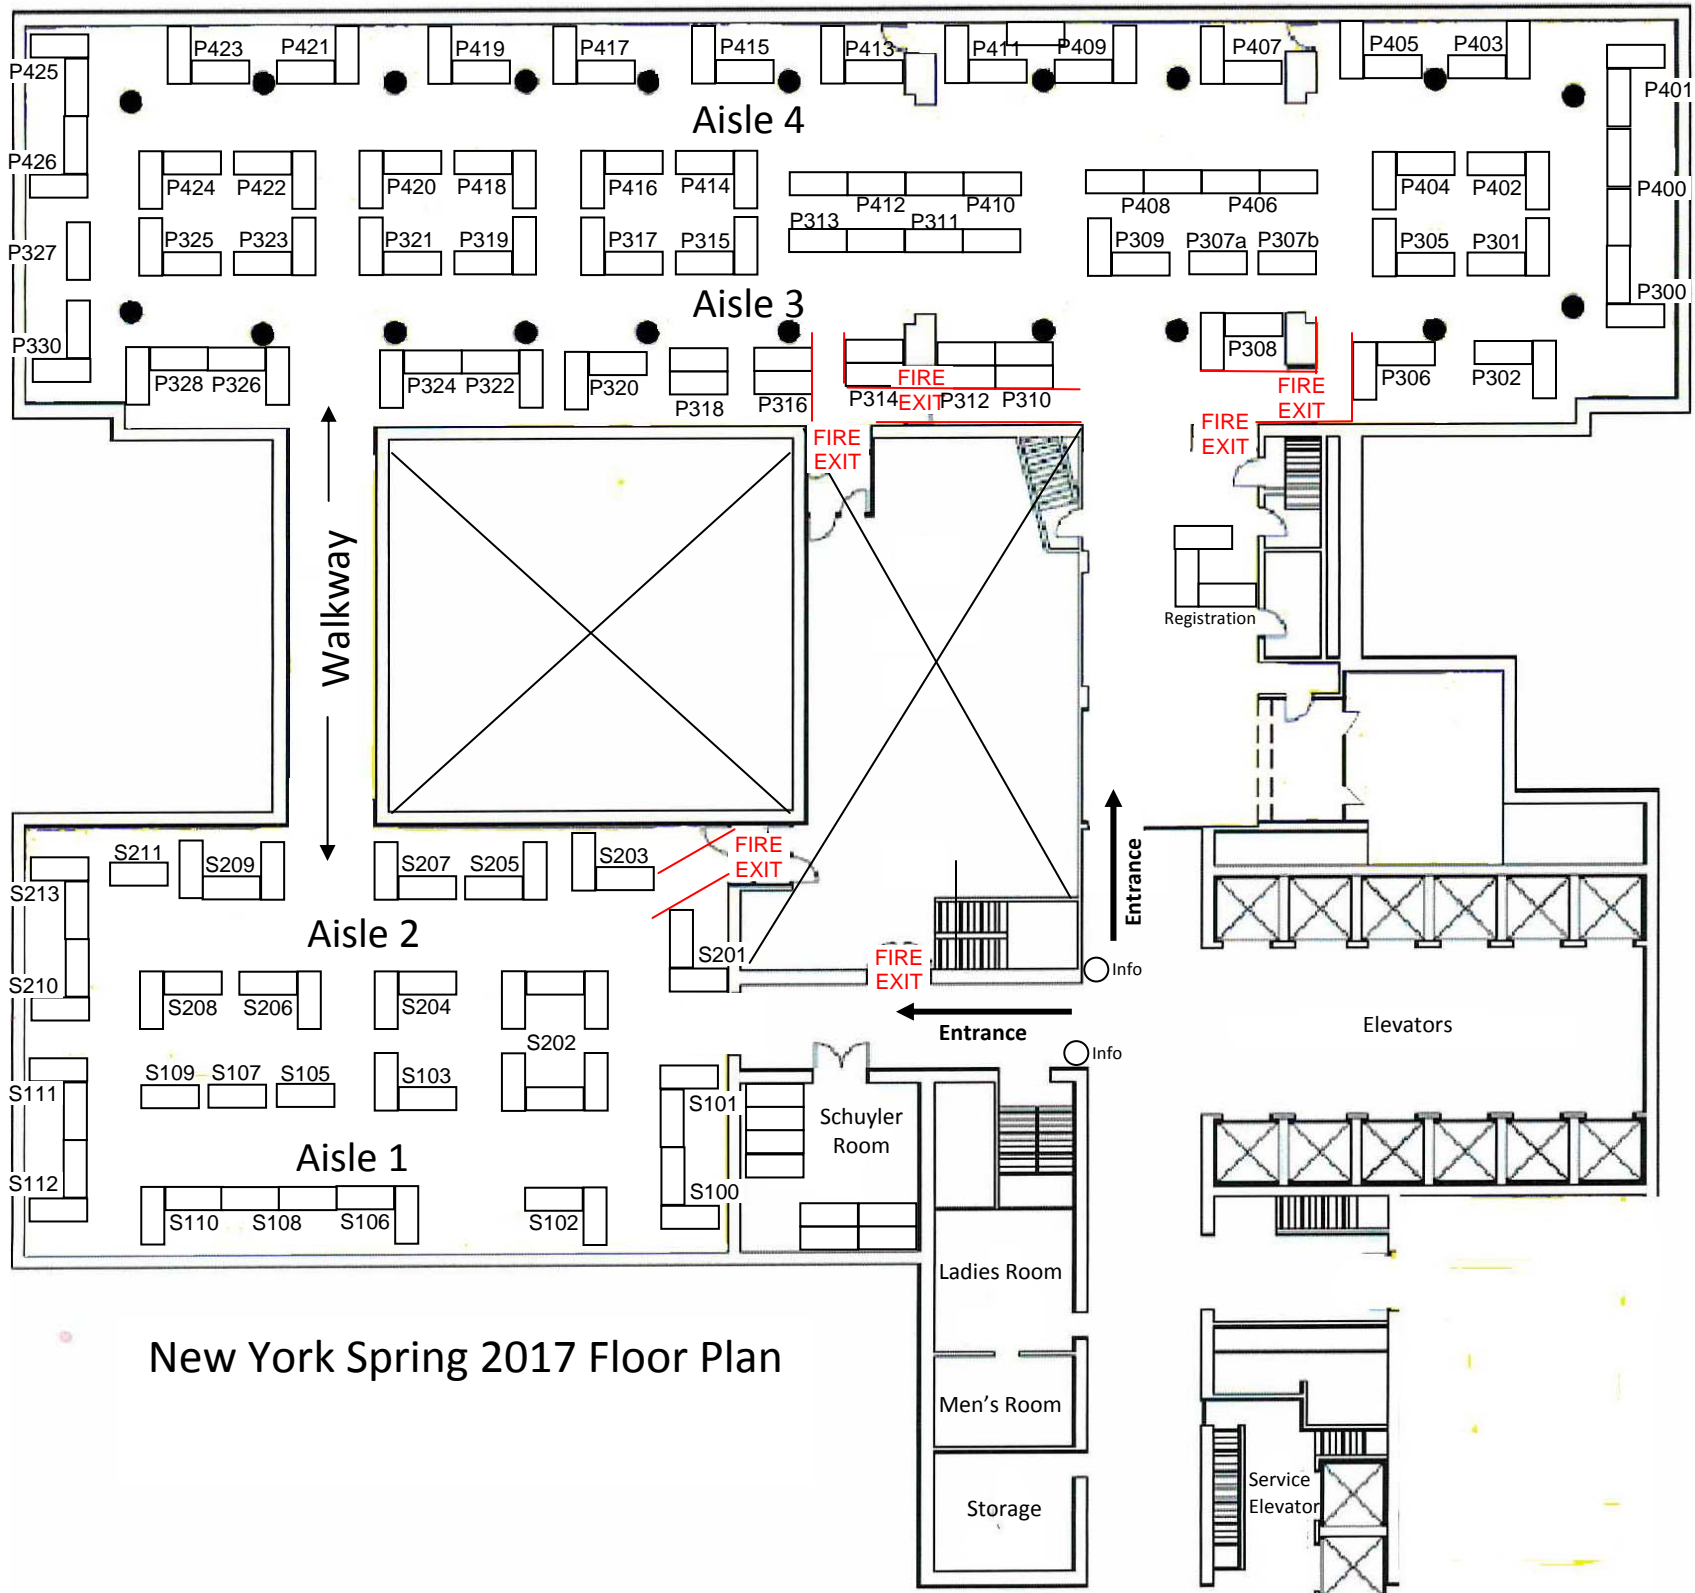 P423 P421 P419 P417 P415 P413 P411 P409 P407 P405 P403
P425 P401
Aisle 4
P426 P424 P422 P420 P418 P416 P414 P412 P410 P408 P406 P404 P402 P400
P327 P325 P323 P321 P319 P317 P315 P313 P311 P309 P307a P307b P305 P301
P300
Aisle 3
P330 P328 P326 P324 P322 P320 P318 P316 P314 P312 P310 P308 P306 P302
FIRE
EXIT
FIRE
EXIT
FIRE
EXIT
FIRE
EXIT
Walkway
Registration
S211 S209 S207 S205 S203
FIRE
EXIT
S213
Aisle 2
Entrance
S201
FIRE
EXIT
Info
S210 S208 S206 S204
Entrance
Info
Elevators
S202
S111 S109 S107 S105 S103 S101
Schuyler
Room
Aisle 1
S112 S110 S108 S106 S102 S100
Ladies Room
New York Spring 2017 Floor Plan
Men's Room
Service
Elevator
Storage